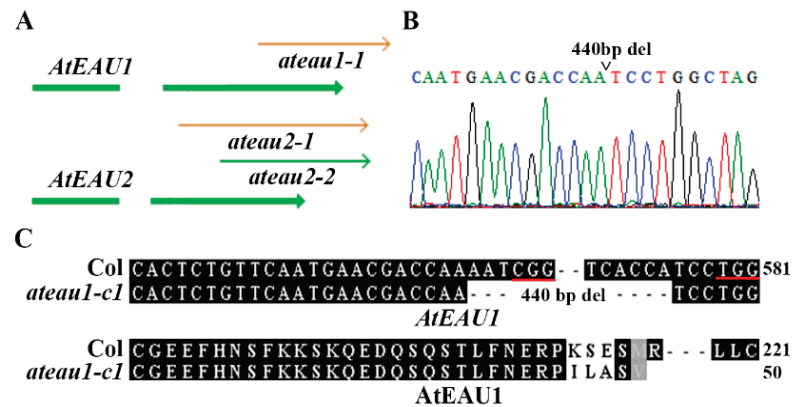 A
AtEAU1
ateau1-1
ateau2-1
AtEAU2
ateau2-2
B
440bp del
CAATGAACGACCAATCCTGGCTAG
C
Col CACTCTGTTCAATGAACGACCAAAATCGG--TCACCATCCTGG 581
ateau1-c1 CACTCTGTTCAATGAACGACCAA---- 440 bp del ----TCCTGG
AtEAU1
Col CGEEFHNSFKKSKQEDQSQSTLFNERPKSESMR---LLC 221
ateau1-c1 CGEEFHNSFKKSKQEDQSQSTLFNERPILASV 50
AtEAU1